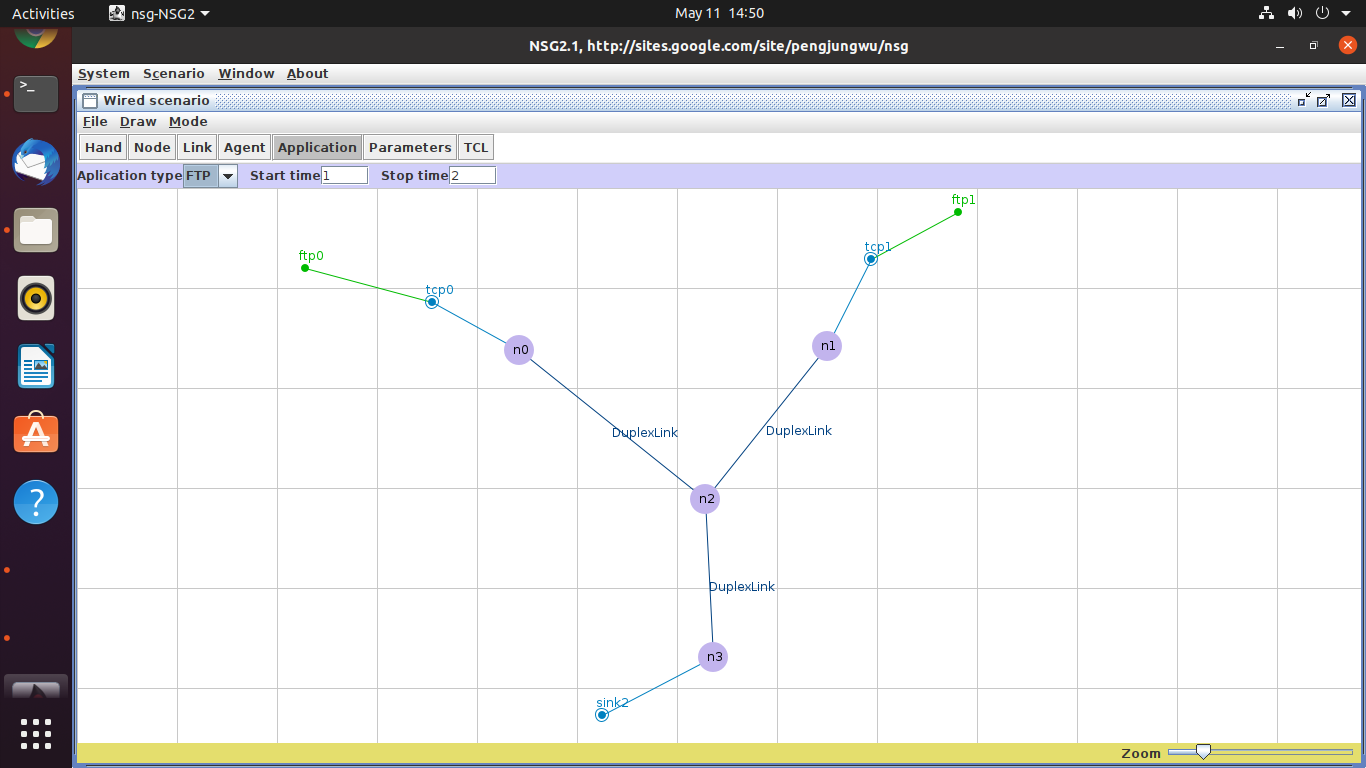 Activities nsg-NSG2 May 11 14:50
NSG2.1, http://sites.google.com/site/pengjungwu/nsg
System Scenario Window About
Wired scenario
File Draw Mode
Hand Node Link Agent Application Parameters TCL
Aplication type FTP Start time 1 Stop time 2
ftp1
tcp1
ftp0
tcp0
n0
n1
DuplexLink
DuplexLink
n2
DuplexLink
n3
sink2
Zoom